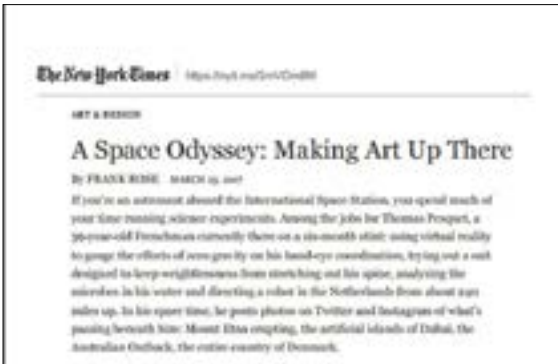 The New York Times
ART & DESIGN
A Space Odyssey: Making Art Up There
By FRANK ROSE MARCH 23, 2017
If you're an astronaut aboard the International Space Station, you spend much of
your time running science experiments. Among the jobs for Thomas Pesquet, a
39-year-old Frenchman currently there on a six-month stint: using virtual reality
to gauge the effects of zero gravity on his hand-eye coordination, trying out a suit
designed to keep weightlessness from stretching out his spine, analyzing the
microbes in his water and directing a robot in the Netherlands from about 240
miles up. In his spare time, he posts photos on Twitter and Instagram of what's
passing beneath him: Mount Etna erupting, the artificial islands of Dubai, the
Australian Outback, the entire country of Denmark.